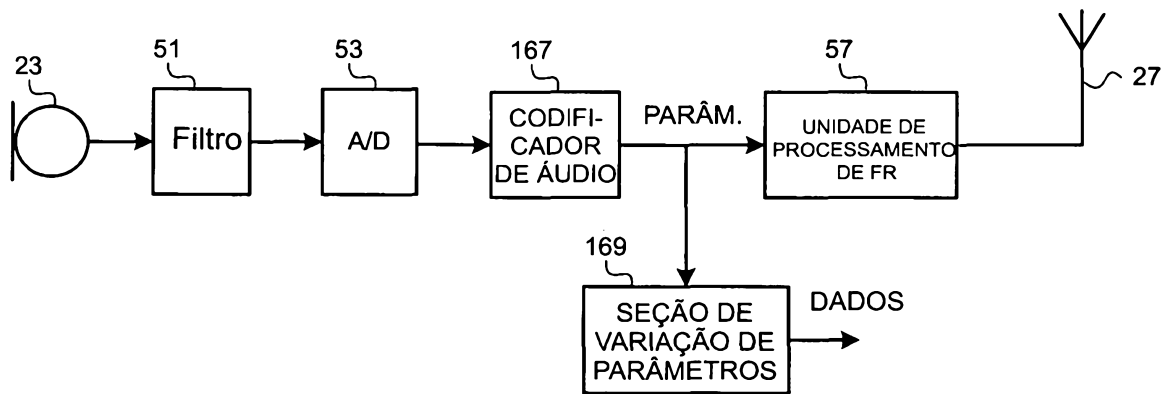 23
51
Filtro
53
A/D
167
CODIFI-
CADOR
DE ÁUDIO
PARÂM.
57
UNIDADE DE
PROCESSAMENTO
DE FR
27
169
SEÇÃO DE
VARIAÇÃO DE
PARÂMETROS
DADOS